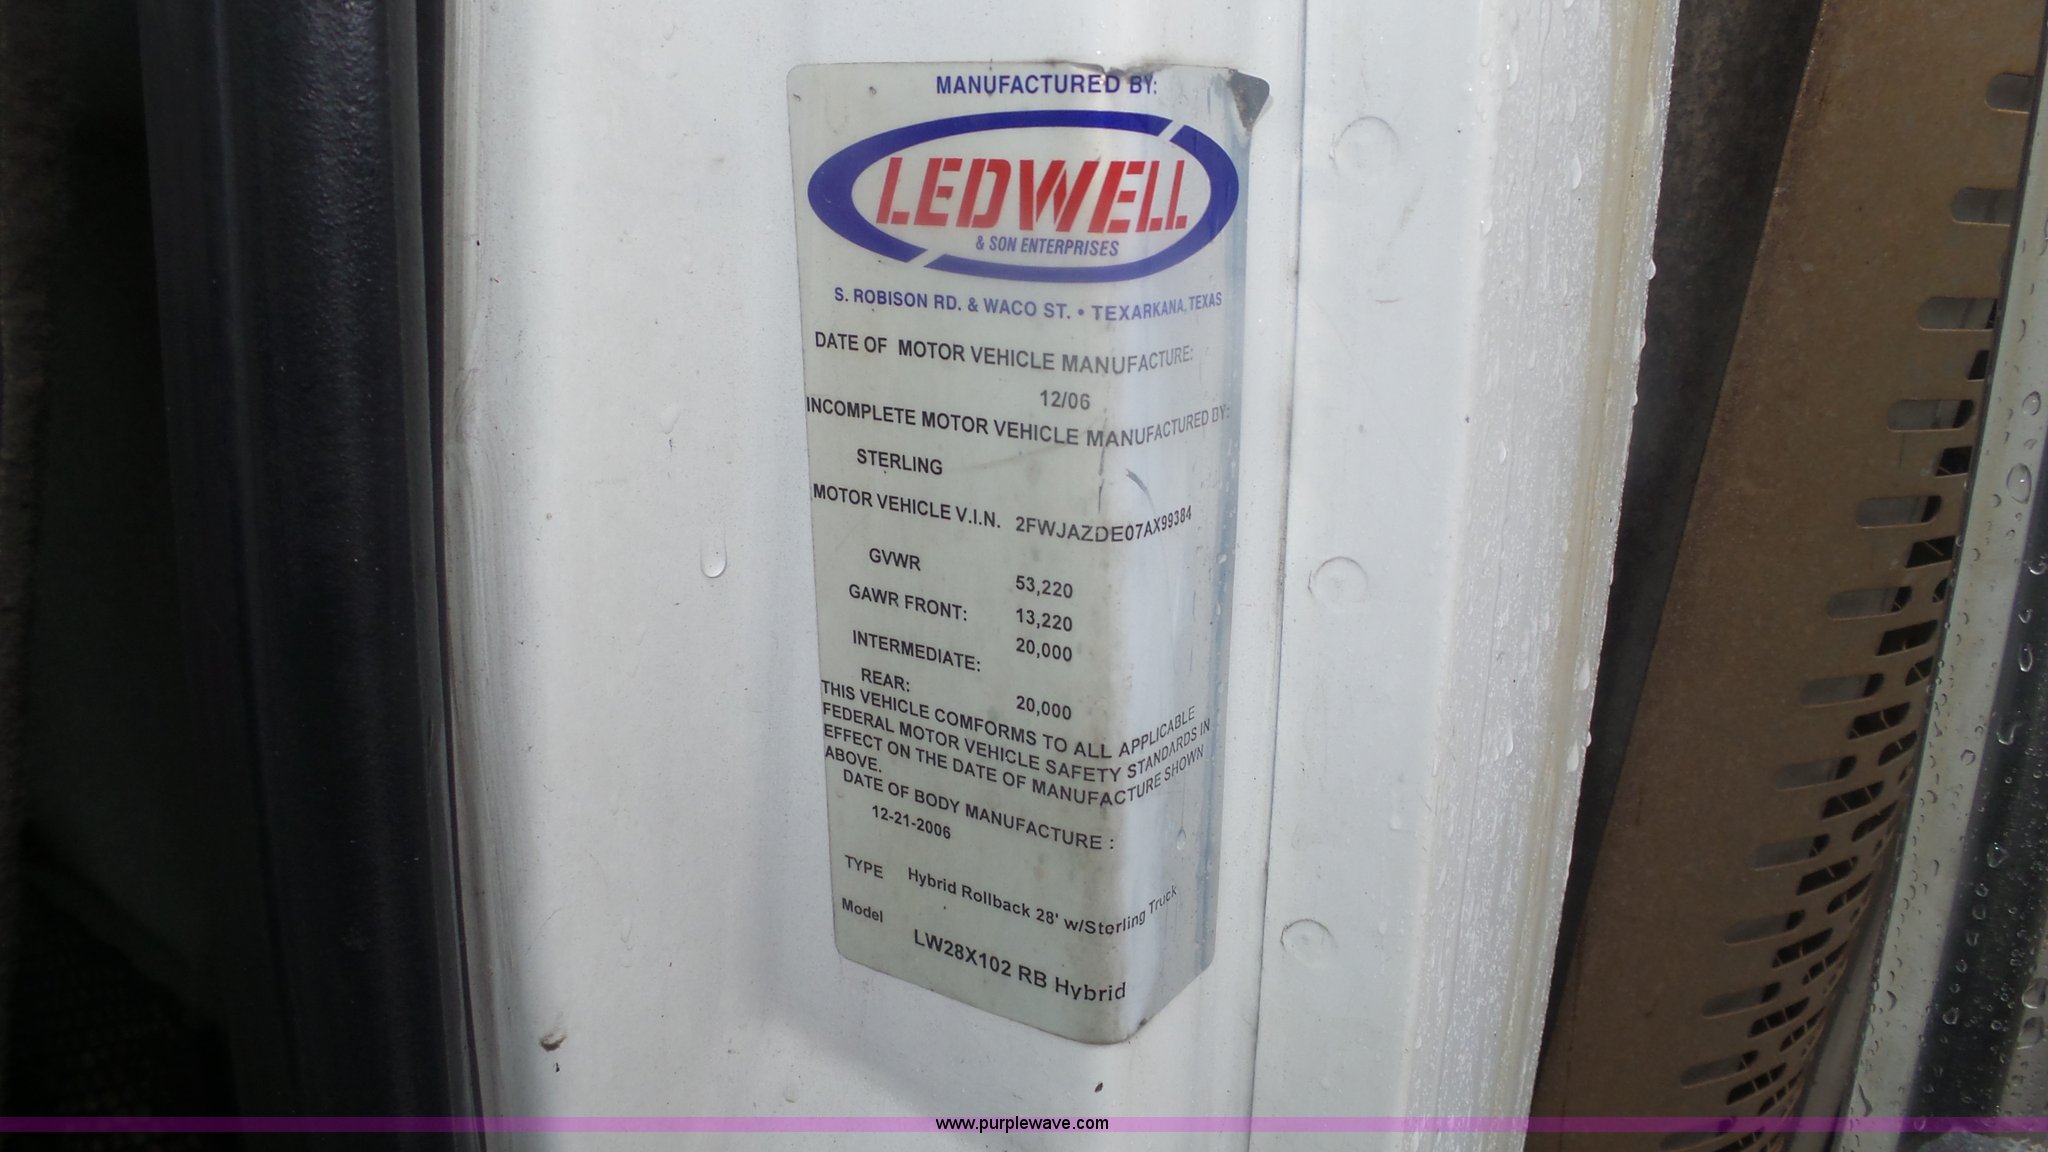 MANUFACTURED BY:
LEDWELL
& SON ENTERPRISES
S. ROBISON RD. & WACO ST. • TEXARKANA, TEXAS
DATE OF MOTOR VEHICLE MANUFACTURE:
12/06
INCOMPLETE MOTOR VEHICLE MANUFACTURED BY:
STERLING
MOTOR VEHICLE V.I.N. 2FWJAZDE07AX99384
GVWR 53,220
GAWR FRONT: 13,220
INTERMEDIATE: 20,000
REAR: 20,000
THIS VEHICLE COMFORMS TO ALL APPLICABLE
FEDERAL MOTOR VEHICLE SAFETY STANDARDS IN
EFFECT ON THE DATE OF MANUFACTURE SHOWN
ABOVE.
DATE OF BODY MANUFACTURE :
12-21-2006
TYPE Hybrid Rollback 28' w/Sterling Truck
Model LW28X102 RB Hybrid
www.purplewave.com